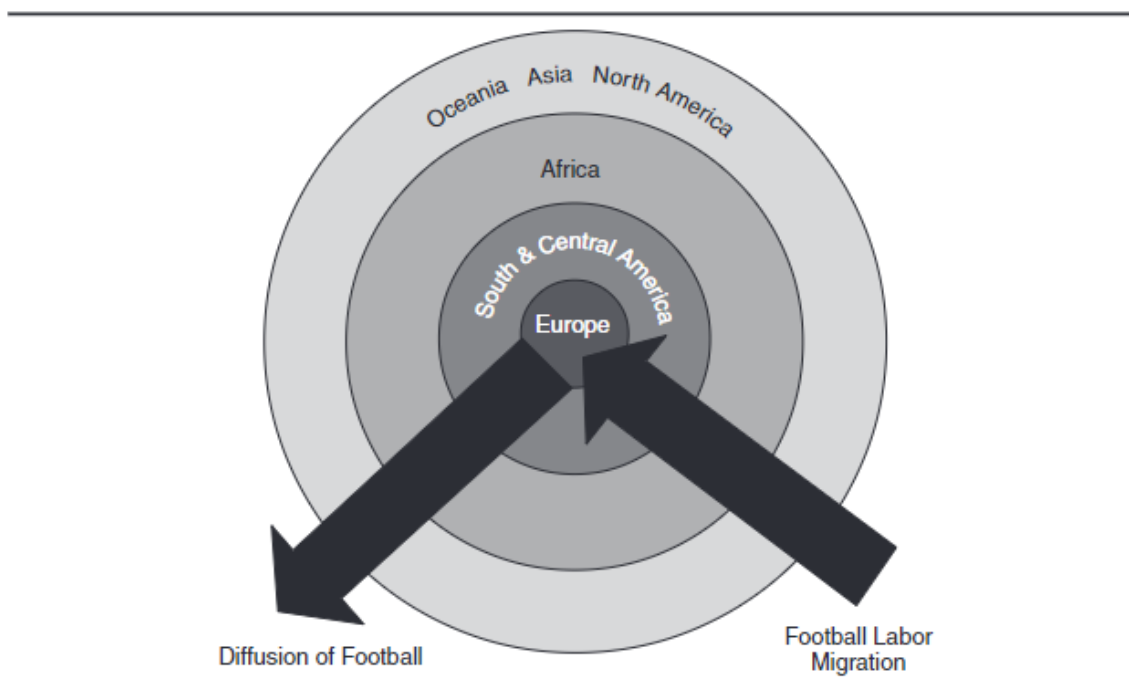 Oceania Asia North America
Africa
South & Central America
Europe
Diffusion of Football
Football Labor
Migration